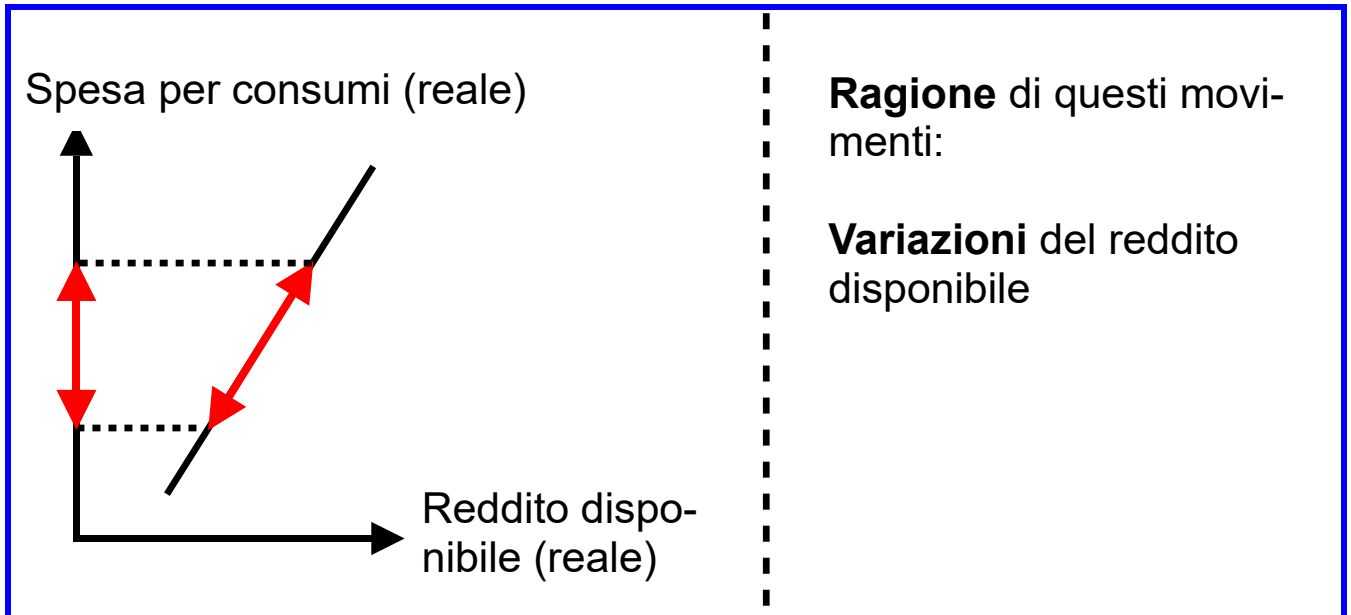 Spesa per consumi (reale)
Reddito dispo-
nibile (reale)
Ragione di questi movi-
menti:
Variazioni del reddito
disponibile